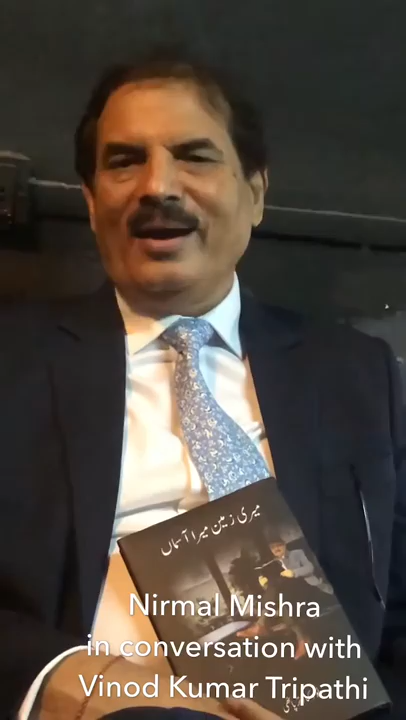 میری زمین میرا آسماں
Nirmal Mishra
in conversation with
Vinod Kumar Tripathi